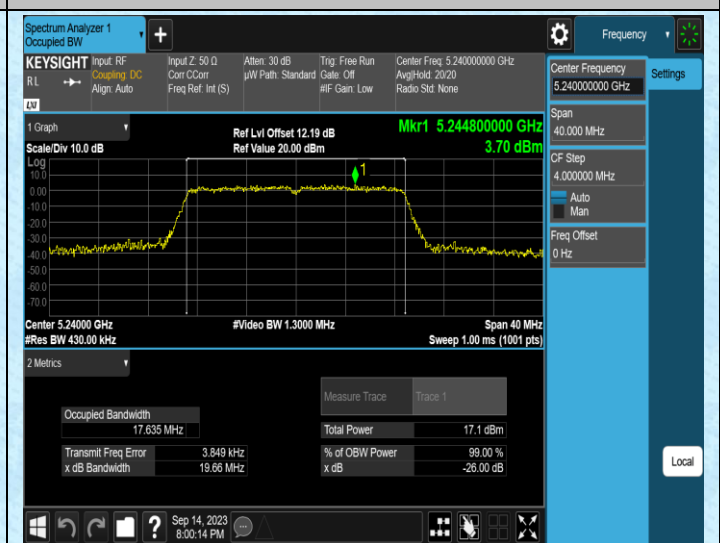 Spectrum Analyzer 1
Occupied BW
Frequency
KEYSIGHT
RL
LXI
Input: RF
Coupling: DC
Align: Auto
Input Z: 50 Ω
Corr CCorr
Freq Ref: Int (S)
Atten: 30 dB
µW Path: Standard
Trig: Free Run
Gate: Off
#IF Gain: Low
Center Freq: 5.240000000 GHz
Avg|Hold: 20/20
Radio Std: None
Center Frequency
5.240000000 GHz
Settings
Span
40.000 MHz
CF Step
4.000000 MHz
Auto
Man
Freq Offset
0 Hz
Local
1 Graph
Scale/Div 10.0 dB
Ref Lvl Offset 12.19 dB
Ref Value 20.00 dBm
Mkr1 5.244800000 GHz
3.70 dBm
Log
10.0
0.00
-10.0
-20.0
-30.0
-40.0
-50.0
-60.0
-70.0
1
Center 5.24000 GHz
#Video BW 1.3000 MHz
Span 40 MHz
#Res BW 430.00 kHz
Sweep 1.00 ms (1001 pts)
2 Metrics
Measure Trace
Trace 1
Occupied Bandwidth
17.635 MHz
Total Power
17.1 dBm
Transmit Freq Error
3.849 kHz
% of OBW Power
99.00 %
x dB Bandwidth
19.66 MHz
x dB
-26.00 dB
?
Sep 14, 2023
8:00:14 PM